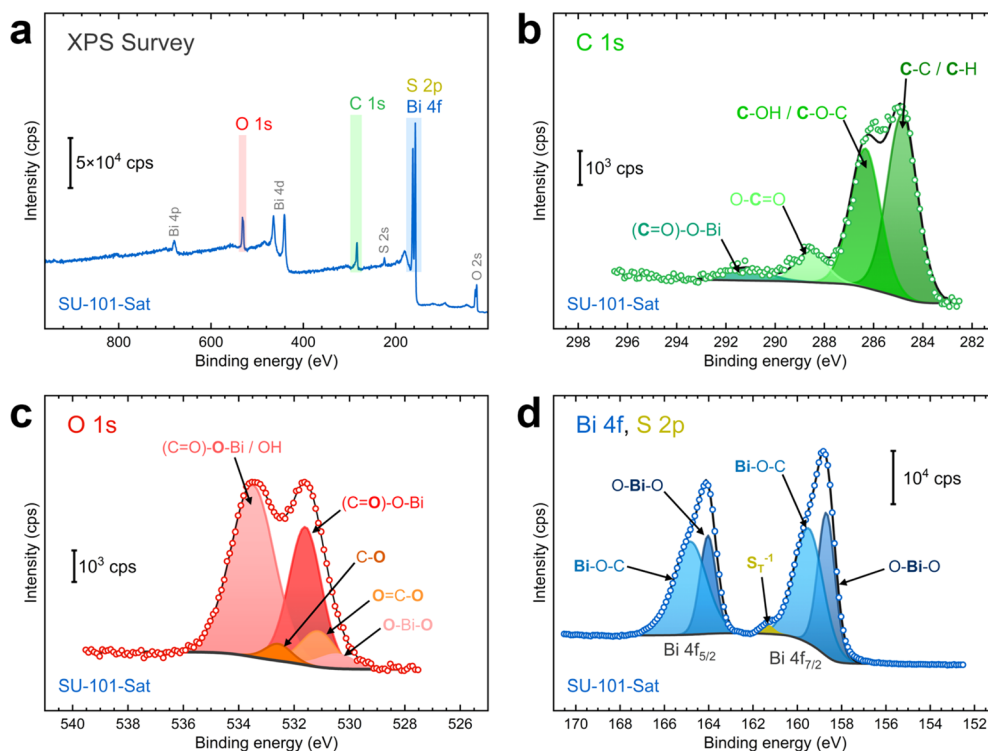 a
XPS Survey
O 1s
C 1s
S 2p
Bi 4f
5×10⁴ cps
Bi 4p
Bi 4d
S 2s
O 2s
SU-101-Sat
Intensity (cps)
800 600 400 200
Binding energy (eV)
b
C 1s
C-C / C-H
C-OH / C-O-C
10³ cps
O-C=O
(C=O)-O-Bi
SU-101-Sat
Intensity (cps)
298 296 294 292 290 288 286 284 282
Binding energy (eV)
c
O 1s
(C=O)-O-Bi / OH
(C=O)-O-Bi
10³ cps
C-O
O=C-O
O-Bi-O
SU-101-Sat
Intensity (cps)
540 538 536 534 532 530 528 526
Binding energy (eV)
d
Bi 4f, S 2p
Bi-O-C
10⁴ cps
O-Bi-O
Bi-O-C
S_T⁻¹
O-Bi-O
Bi 4f₅/₂
Bi 4f₇/₂
SU-101-Sat
Intensity (cps)
170 168 166 164 162 160 158 156 154 152
Binding energy (eV)